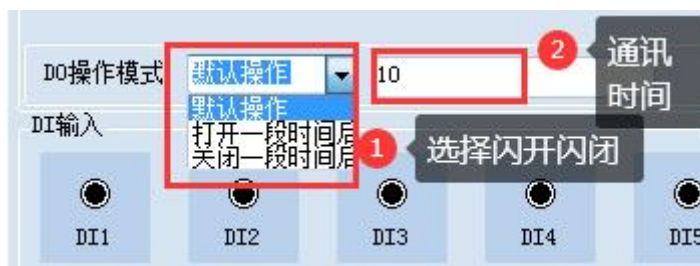 DO操作模式 默认操作 10
2 通讯时间
默认操作
打开一段时间后
关闭一段时间后
1 选择闪开闪闭
DI输入
DI1 DI2 DI3 DI4 DI5